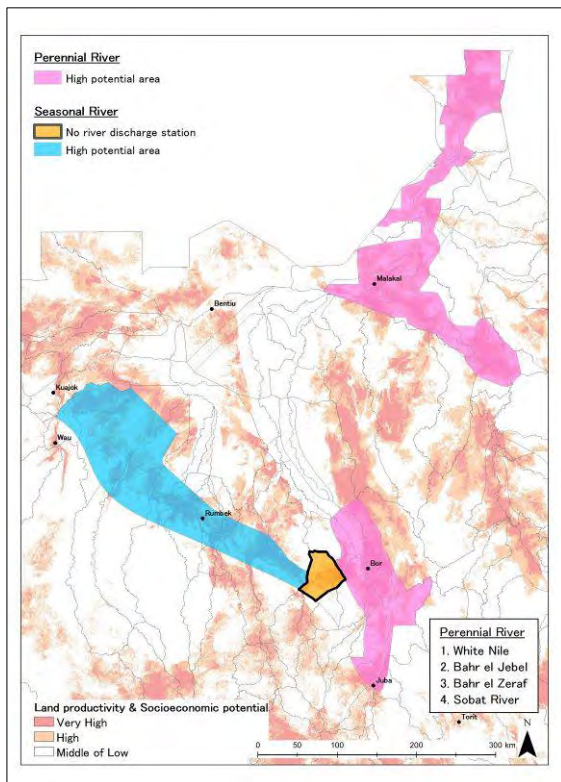 Perennial River
High potential area
Seasonal River
No river discharge station
High potential area
Malakal
Bentiu
Kuajok
Wau
Rumbek
Bor
Juba
Torit
Perennial River
1. White Nile
2. Bahr el Jebel
3. Bahr el Zeraf
4. Sobat River
Land productivity & Socioeconomic potential
Very High
High
Middle of Low
0 50 100 200 300 km
N